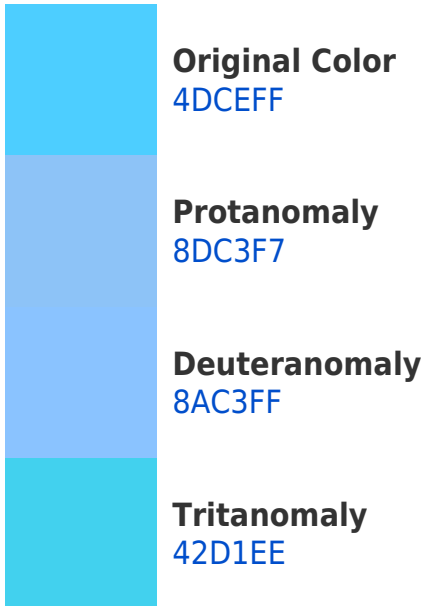 Original Color
4DCEFF
Protanomaly
8DC3F7
Deuteranomaly
8AC3FF
Tritanomaly
42D1EE